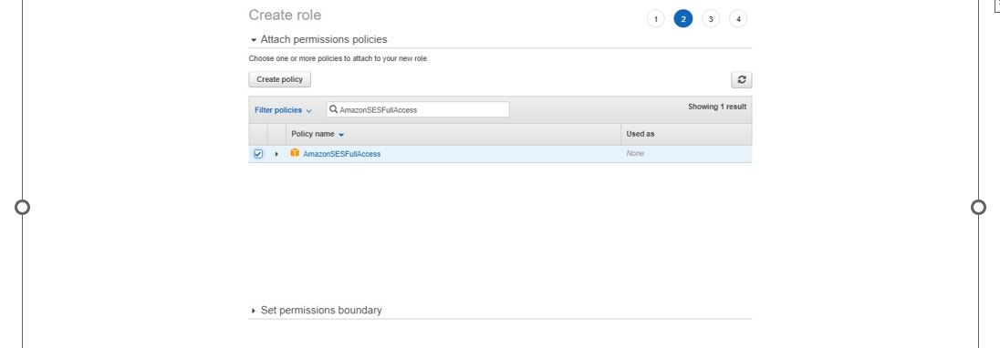 Create role
1 2 3 4
Attach permissions policies
Choose one or more policies to attach to your new role.
Create policy
Filter policies AmazonSESFullAccess Showing 1 result
Policy name Used as
AmazonSESFullAccess None
Set permissions boundary